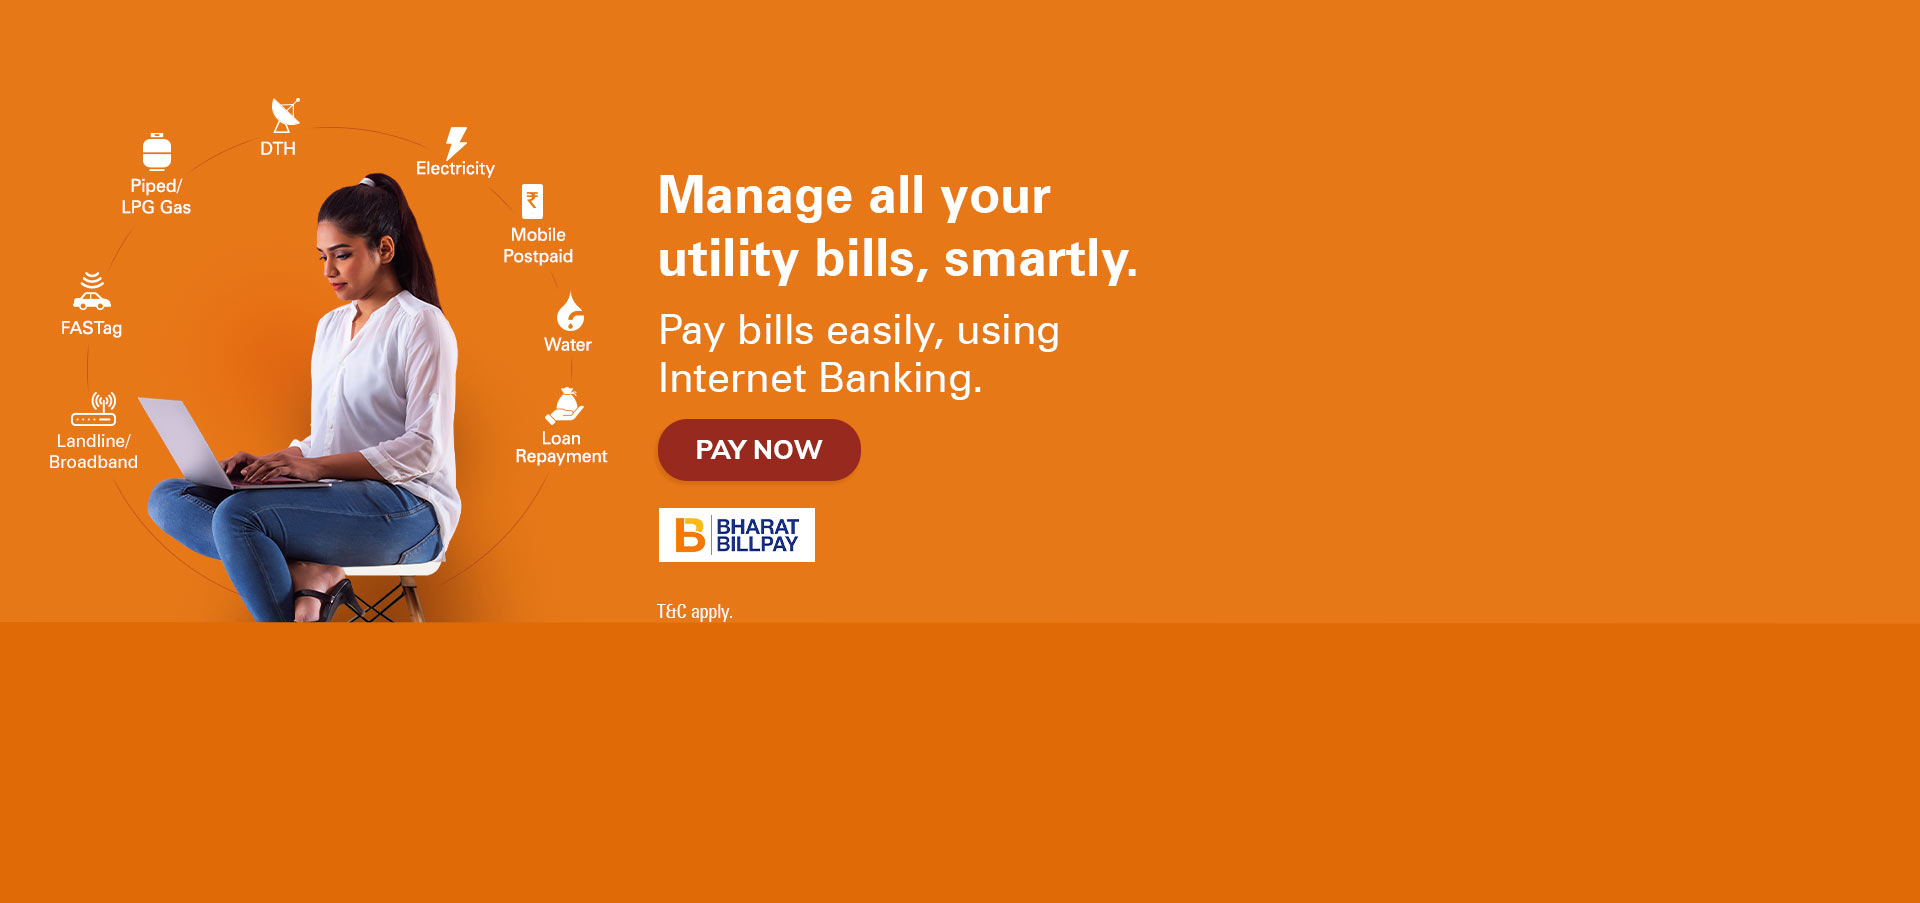 DTH
Electricity
Piped/
LPG Gas
Mobile
Postpaid
FASTag
Water
Landline/
Broadband
Loan
Repayment
Manage all your
utility bills, smartly.
Pay bills easily, using
Internet Banking.
PAY NOW
B
BHARAT
BILLPAY
T&C apply.